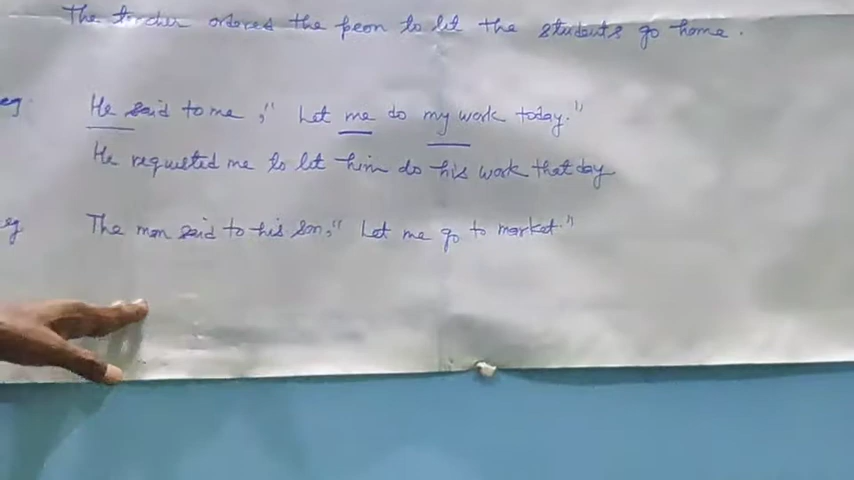 The teacher ordered the peon to let the students go home.
eg. He said to me," Let me do my work today."
He requested me to let him do his work that day
eg The man said to his son," Let me go to market."